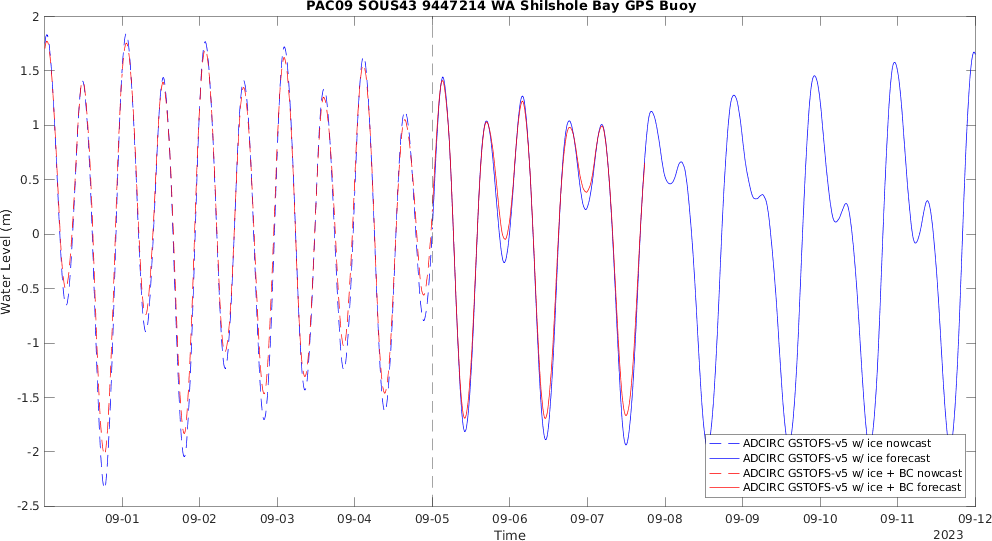 PAC09 SOUS43 9447214 WA Shilshole Bay GPS Buoy
Water Level (m)
2
1.5
1
0.5
0
-0.5
-1
-1.5
-2
-2.5
ADCIRC GSTOFS-v5 w/ ice nowcast
ADCIRC GSTOFS-v5 w/ ice forecast
ADCIRC GSTOFS-v5 w/ ice + BC nowcast
ADCIRC GSTOFS-v5 w/ ice + BC forecast
09-01 09-02 09-03 09-04 09-05 09-06 09-07 09-08 09-09 09-10 09-11 09-12
Time
2023